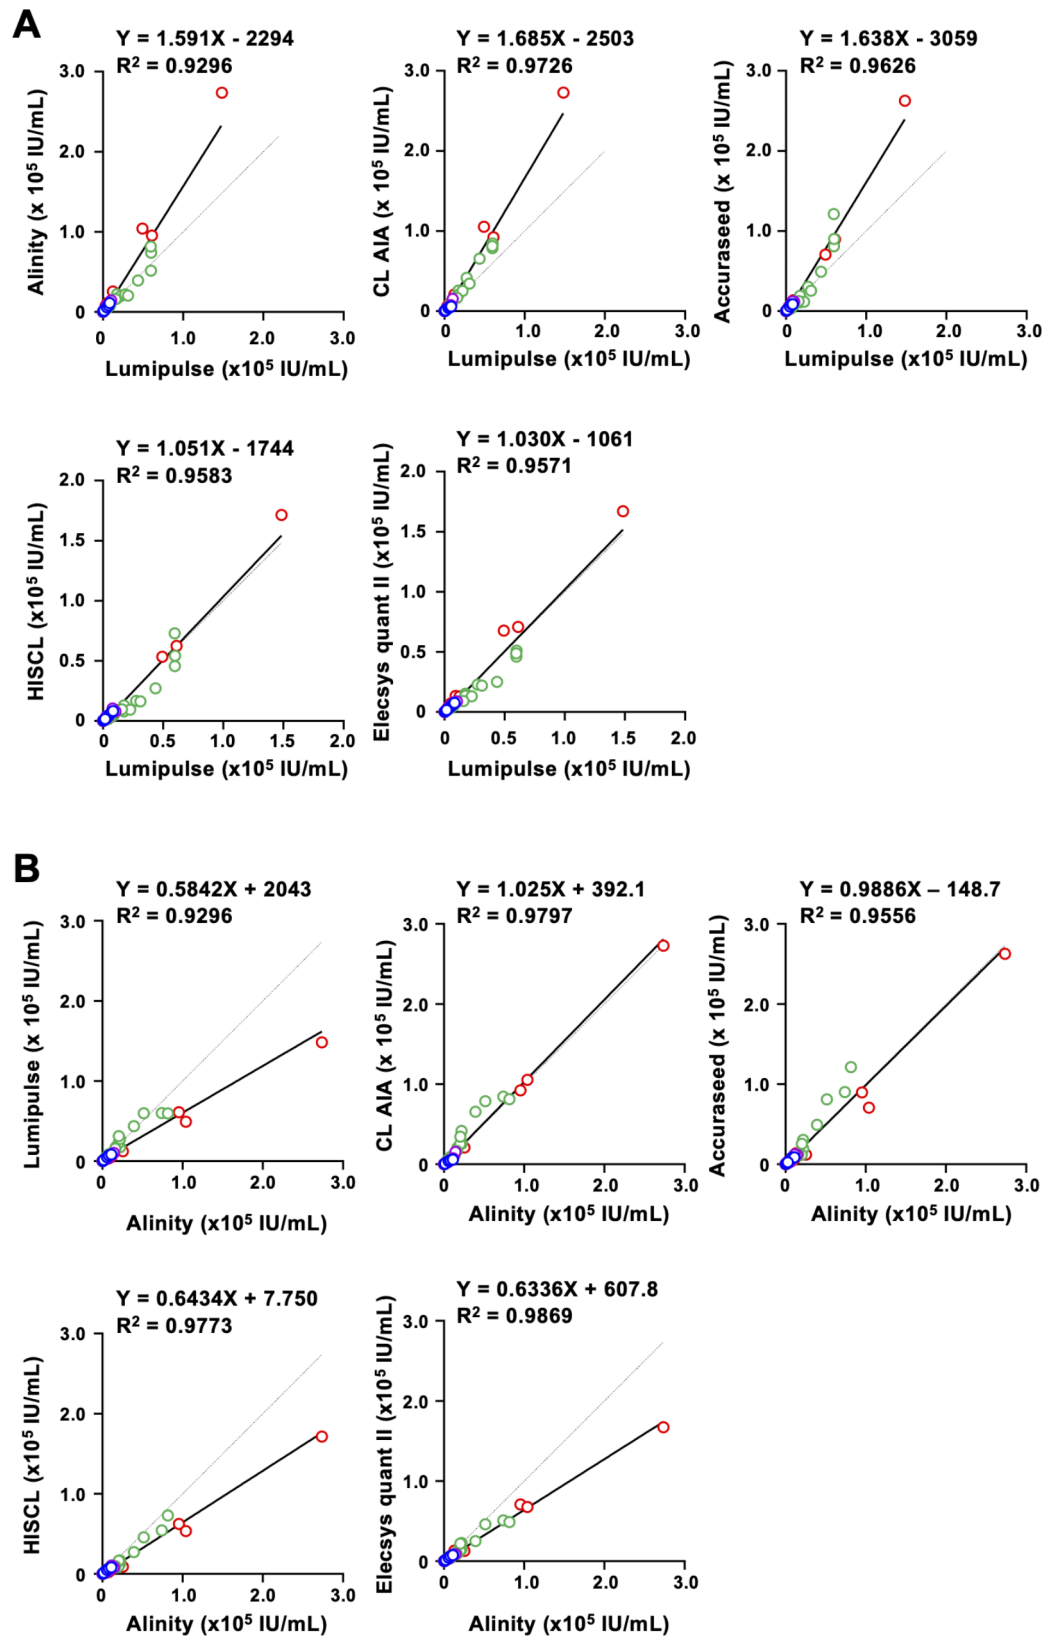 A
Y = 1.591X - 2294
R² = 0.9296
Alinity (x 10⁵ IU/mL)
3.0
2.0
1.0
0
0
1.0
2.0
3.0
Lumipulse (x10⁵ IU/mL)
Y = 1.685X - 2503
R² = 0.9726
CL AIA (x 10⁵ IU/mL)
3.0
2.0
1.0
0
0
1.0
2.0
3.0
Lumipulse (x10⁵ IU/mL)
Y = 1.638X - 3059
R² = 0.9626
Accuraseed (x 10⁵ IU/mL)
3.0
2.0
1.0
0
0
1.0
2.0
3.0
Lumipulse (x10⁵ IU/mL)
Y = 1.051X - 1744
R² = 0.9583
HISCL (x10⁵ IU/mL)
2.0
1.5
1.0
0.5
0
0
0.5
1.0
1.5
2.0
Lumipulse (x10⁵ IU/mL)
Y = 1.030X - 1061
R² = 0.9571
Elecsys quant II (x10⁵ IU/mL)
2.0
1.5
1.0
0.5
0
0
0.5
1.0
1.5
2.0
Lumipulse (x10⁵ IU/mL)
B
Y = 0.5842X + 2043
R² = 0.9296
Lumipulse (x 10⁵ IU/mL)
3.0
2.0
1.0
0
0
1.0
2.0
3.0
Alinity (x10⁵ IU/mL)
Y = 1.025X + 392.1
R² = 0.9797
CL AIA (x 10⁵ IU/mL)
3.0
2.0
1.0
0
0
1.0
2.0
3.0
Alinity (x10⁵ IU/mL)
Y = 0.9886X – 148.7
R² = 0.9556
Accuraseed (x 10⁵ IU/mL)
3.0
2.0
1.0
0
0
1.0
2.0
3.0
Alinity (x10⁵ IU/mL)
Y = 0.6434X + 7.750
R² = 0.9773
HISCL (x10⁵ IU/mL)
3.0
2.0
1.0
0
0
1.0
2.0
3.0
Alinity (x10⁵ IU/mL)
Y = 0.6336X + 607.8
R² = 0.9869
Elecsys quant II (x10⁵ IU/mL)
3.0
2.0
1.0
0
0
1.0
2.0
3.0
Alinity (x10⁵ IU/mL)